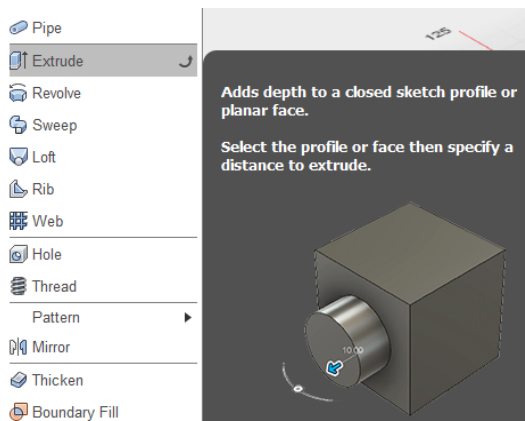 Pipe
Extrude
Revolve
Sweep
Loft
Rib
Web
Hole
Thread
Pattern
Mirror
Thicken
Boundary Fill
125
Adds depth to a closed sketch profile or
planar face.
Select the profile or face then specify a
distance to extrude.
10.00